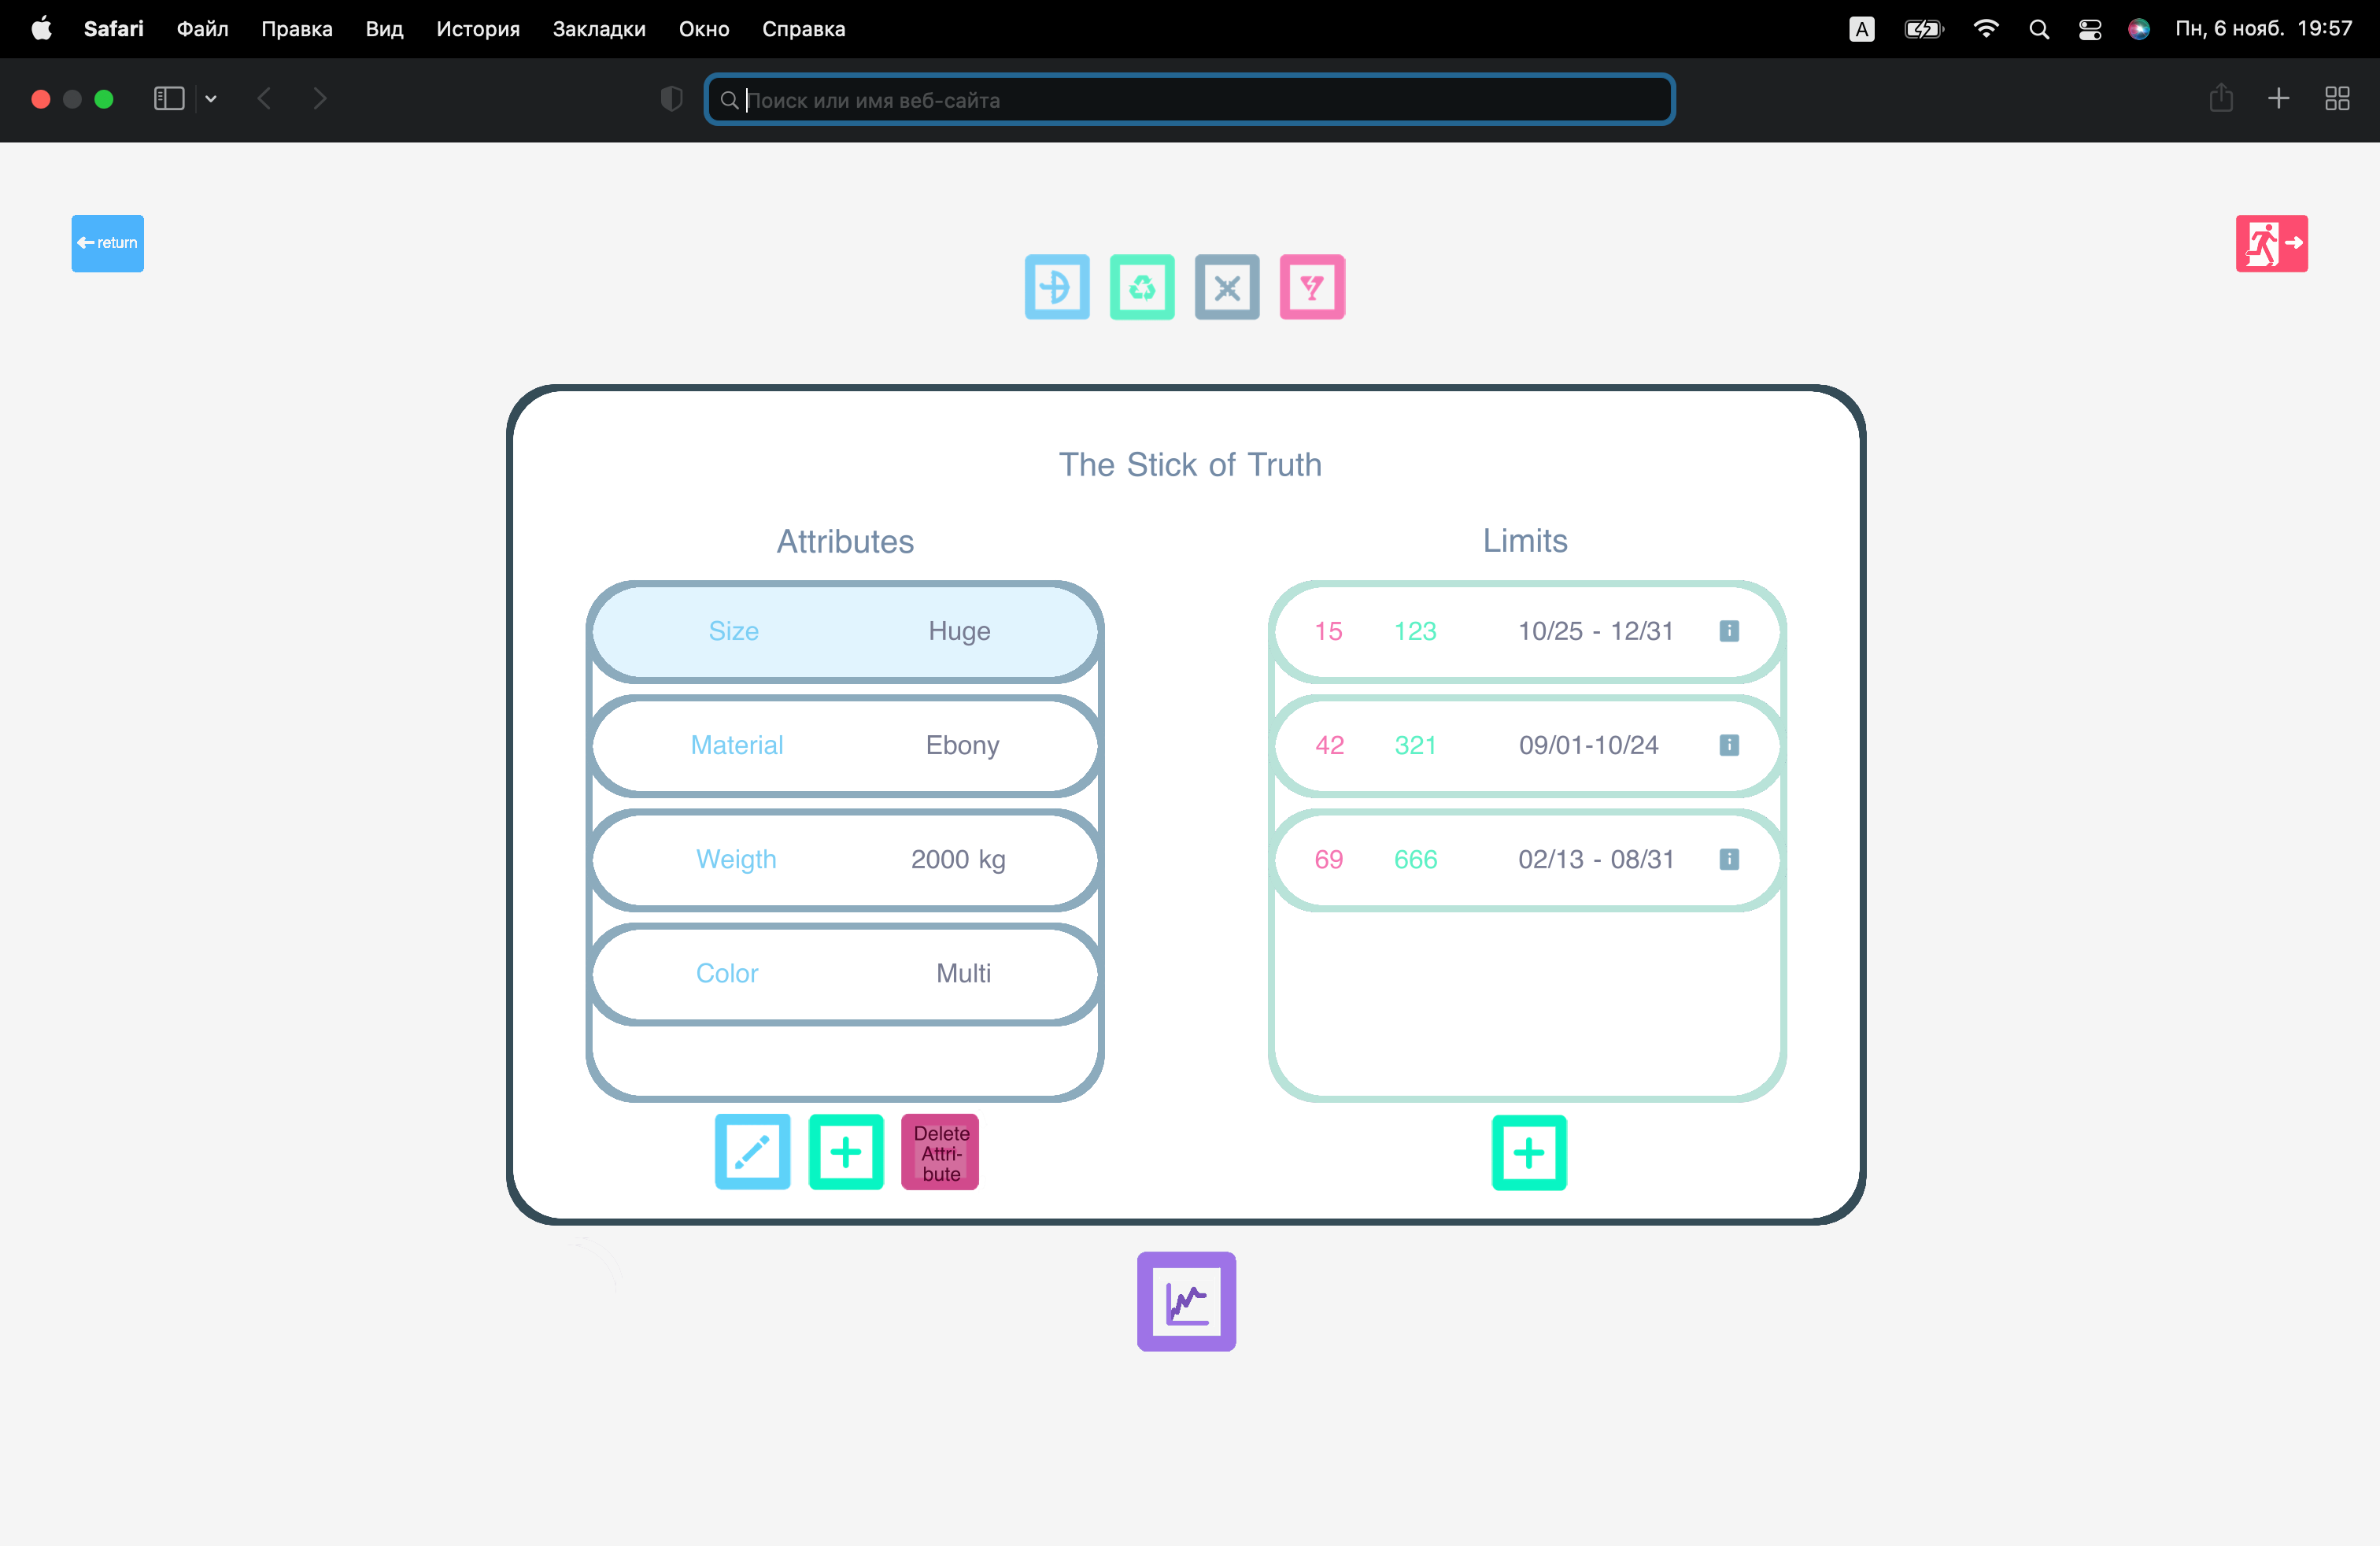 Safari Файл Правка Вид История Закладки Окно Справка A Пн, 6 нояб. 19:57
Поиск или имя веб-сайта
return
The Stick of Truth
Attributes
Limits
Size Huge
15 123 10/25 - 12/31
Material Ebony
42 321 09/01-10/24
Weigth 2000 kg
69 666 02/13 - 08/31
Color Multi
Delete
Attri-
bute